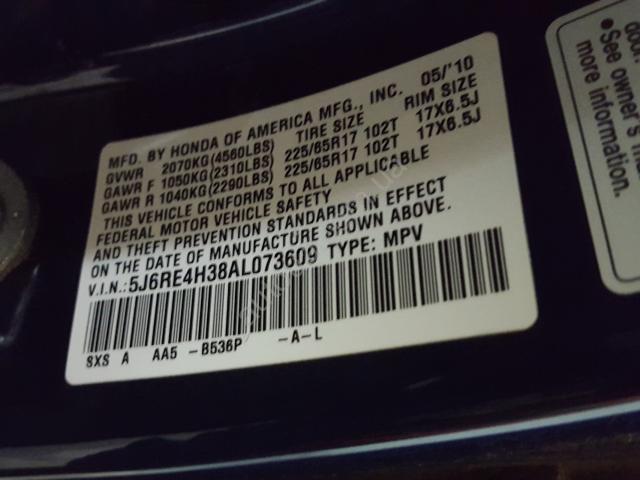 MFD. BY HONDA OF AMERICA MFG., INC. 05/'10
GVWR 2070KG(4560LBS) TIRE SIZE RIM SIZE
GAWR F 1050KG(2310LBS) 225/65R17 102T 17X6.5J
GAWR R 1040KG(2290LBS) 225/65R17 102T 17X6.5J
THIS VEHICLE CONFORMS TO ALL APPLICABLE
FEDERAL MOTOR VEHICLE SAFETY
AND THEFT PREVENTION STANDARDS IN EFFECT
ON THE DATE OF MANUFACTURE SHOWN ABOVE.
V.I.N.: 5J6RE4H38AL073609 TYPE: MPV
SXS A AA5 - B536P - A - L
door
• See owner's
more information.